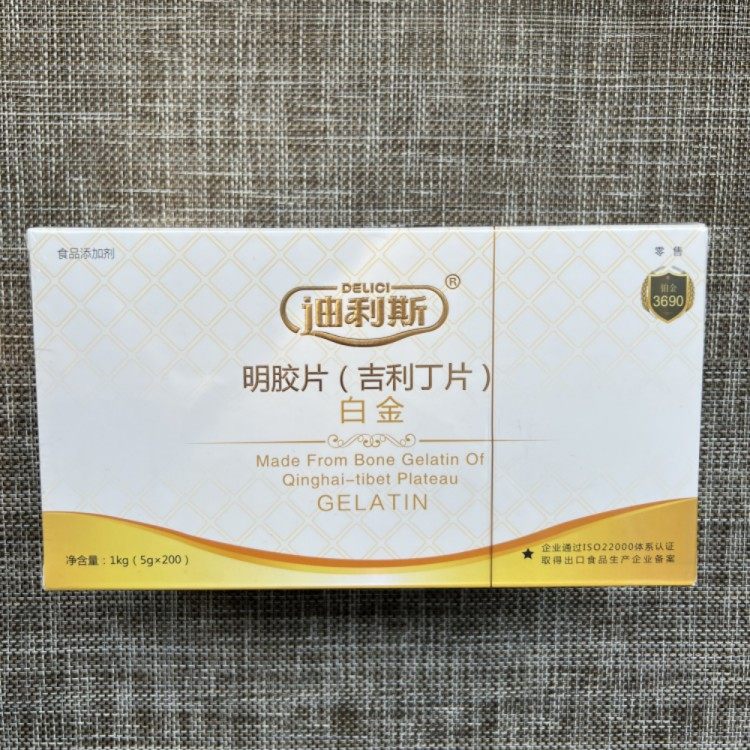 食品添加剂
零售
铂金
3690
DELICI
迪利斯®
明胶片（吉利丁片）
白金
Made From Bone Gelatin Of
Qinghai-tibet Plateau
GELATIN
净含量：1kg（5g×200）
★ 企业通过ISO22000体系认证
取得出口食品生产企业备案